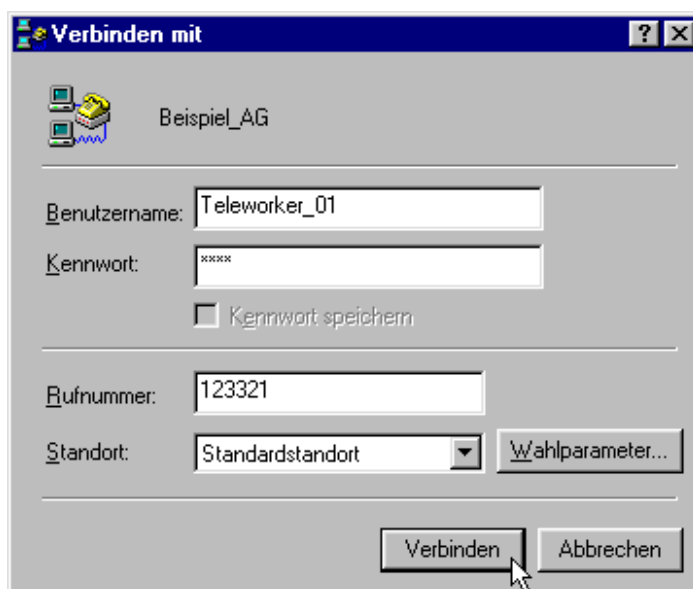 Verbinden mit
Beispiel_AG
Benutzername: Teleworker_01
Kennwort: ****
Kennwort speichern
Rufnummer: 123321
Standort: Standardstandort Wahlparameter...
Verbinden Abbrechen